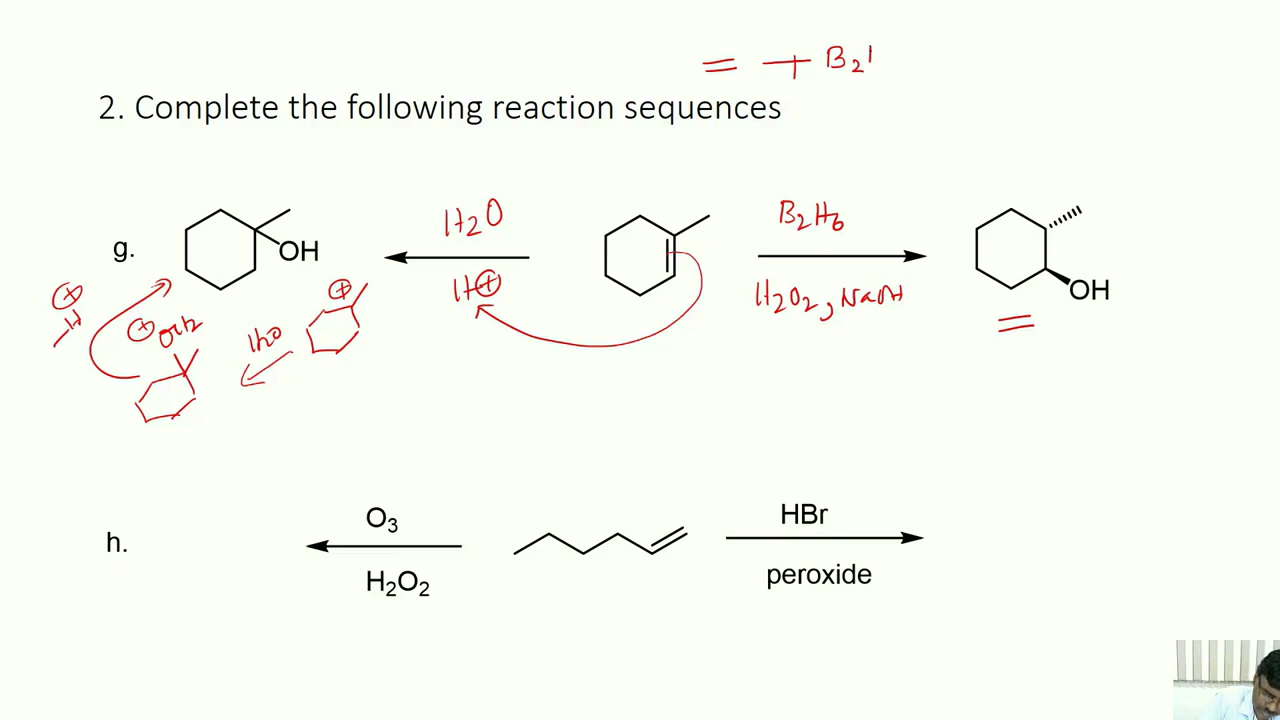 = + B2H
2. Complete the following reaction sequences
H2O
B2H6
g.
OH
H⊕
H2O2, NaOH
OH
⊕
-H
⊕OH2
H2O
⊕
h.
O3
H2O2
HBr
peroxide